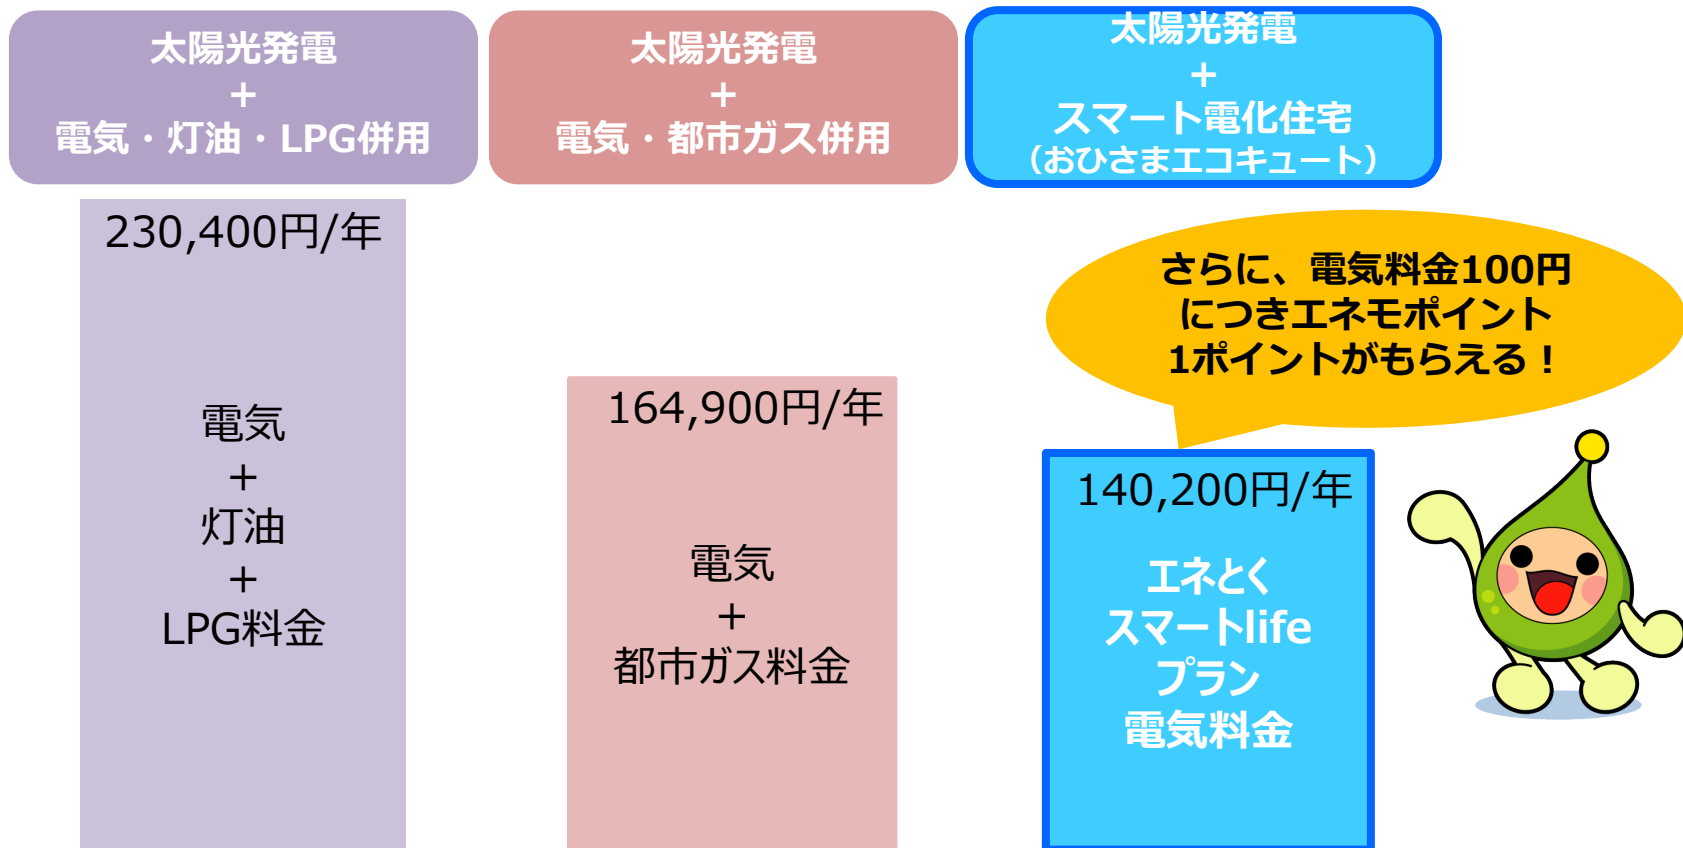 太陽光発電
+
電気・灯油・LPG併用
太陽光発電
+
電気・都市ガス併用
太陽光発電
+
スマート電化住宅
（おひさまエコキュート）
230,400円/年
電気
+
灯油
+
LPG料金
164,900円/年
電気
+
都市ガス料金
さらに、電気料金100円
につきエネモポイント
1ポイントがもらえる！
140,200円/年
エネとく
スマートlife
プラン
電気料金